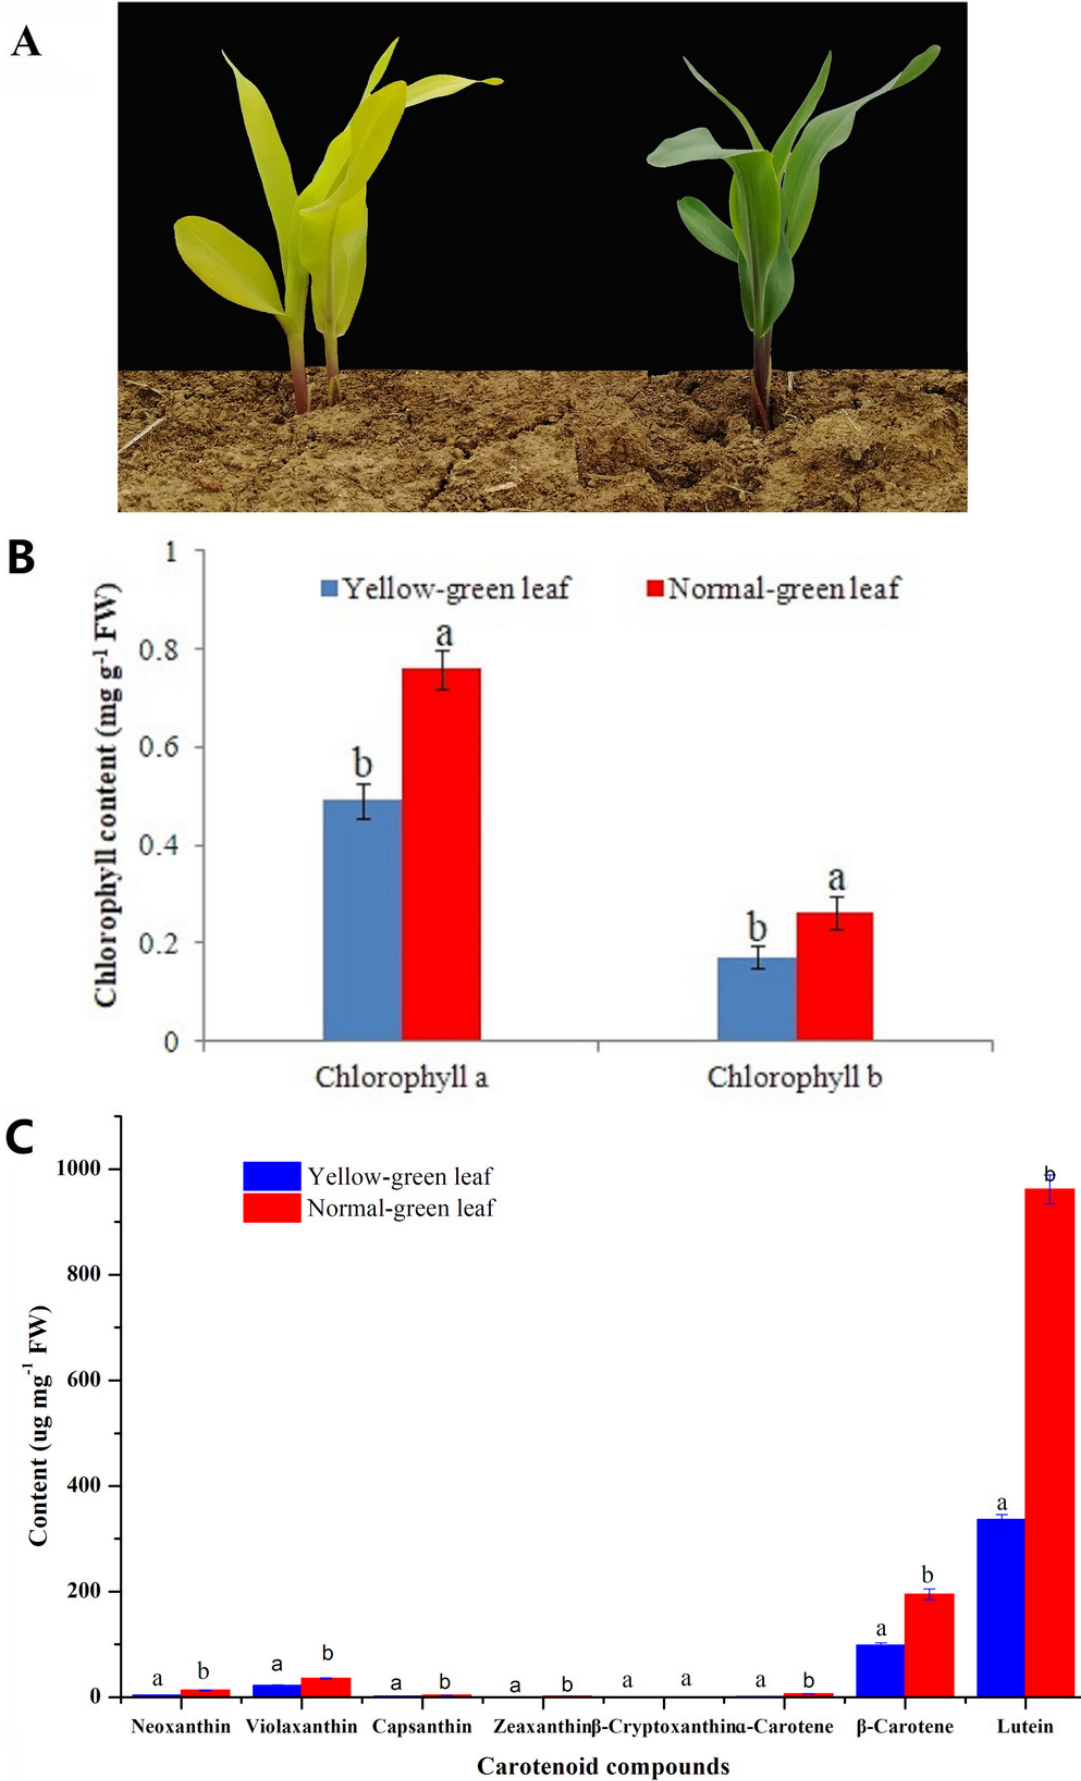 A
B
1
Yellow-green leaf
Normal-green leaf
a
0.8
b
0.6
0.4
a
b
0.2
0
Chlorophyll content (mg g-1 FW)
Chlorophyll a
Chlorophyll b
C
1000
Yellow-green leaf
Normal-green leaf
b
800
600
400
a
200
b
a
a b a b a b a b a a a b
0
Content (ug mg-1 FW)
Neoxanthin Violaxanthin Capsanthin Zeaxanthin β-Cryptoxanthin α-Carotene β-Carotene Lutein
Carotenoid compounds